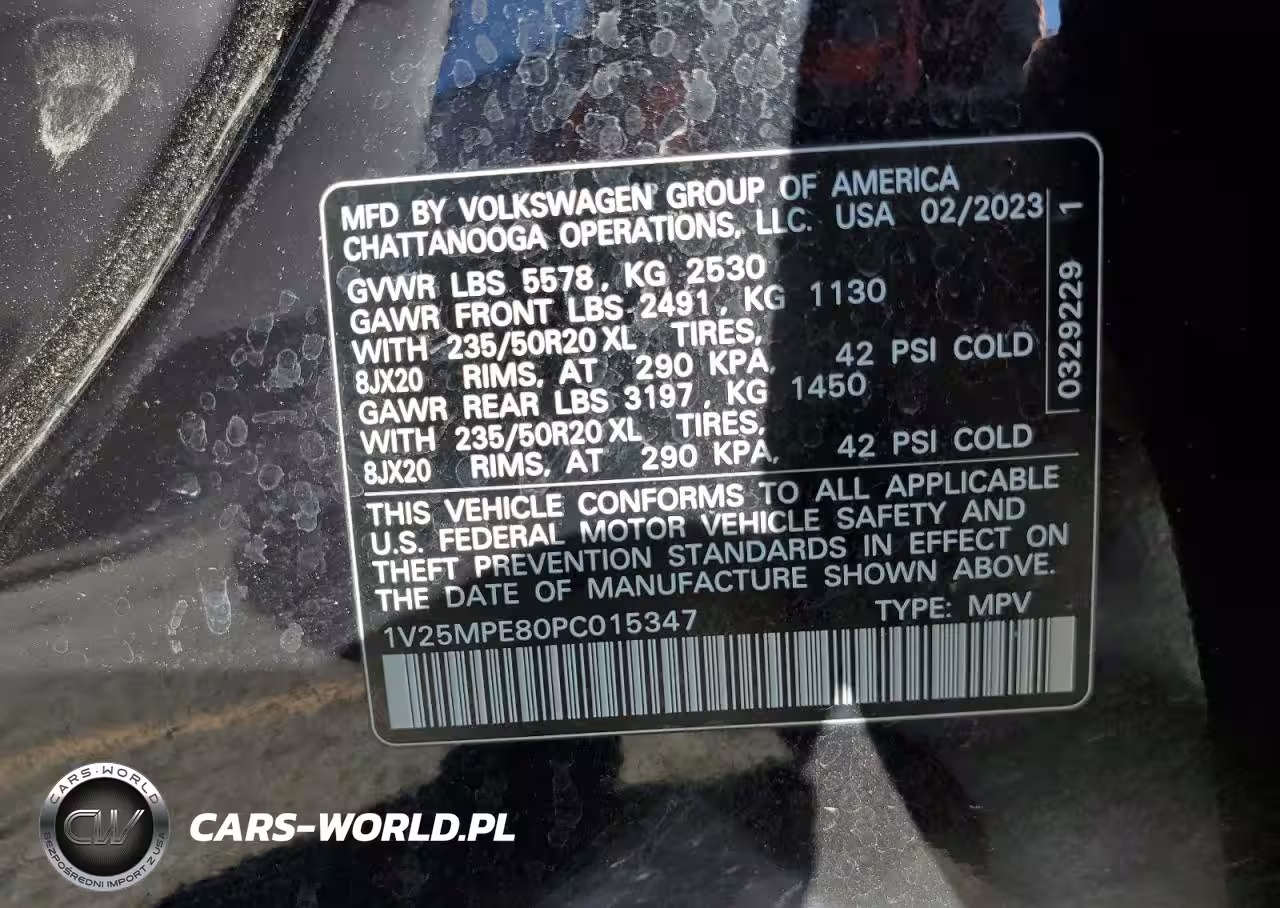 MFD BY VOLKSWAGEN GROUP OF AMERICA
CHATTANOOGA OPERATIONS, LLC. USA 02/2023
GVWR LBS 5578, KG 2530
GAWR FRONT LBS 2491, KG 1130
WITH 235/50R20 XL TIRES,
8JX20 RIMS, AT 290 KPA, 42 PSI COLD
GAWR REAR LBS 3197, KG 1450
WITH 235/50R20 XL TIRES,
8JX20 RIMS, AT 290 KPA, 42 PSI COLD
03292291 1
THIS VEHICLE CONFORMS TO ALL APPLICABLE
U.S. FEDERAL MOTOR VEHICLE SAFETY AND
THEFT PREVENTION STANDARDS IN EFFECT ON
THE DATE OF MANUFACTURE SHOWN ABOVE.
1V25MPE80PC015347 TYPE: MPV
CARS-WORLD
CW
BEZPOŚREDNI IMPORT Z USA
CARS-WORLD.PL